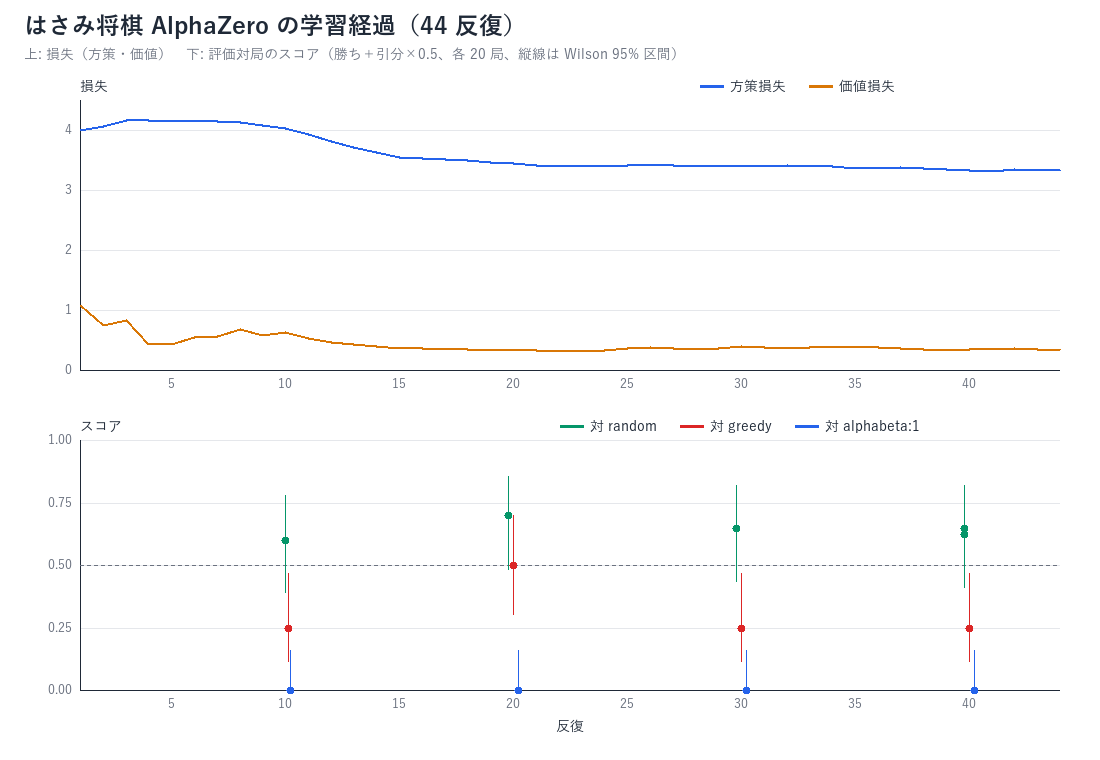 はさみ将棋 AlphaZero の学習経過（44 反復）
上: 損失（方策・価値）　下: 評価対局のスコア（勝ち＋引分×0.5、各 20 局、縦線は Wilson 95% 区間）
損失
方策損失 価値損失
4
3
2
1
0
5 10 15 20 25 30 35 40
スコア
対 random 対 greedy 対 alphabeta:1
1.00
0.75
0.50
0.25
0.00
5 10 15 20 25 30 35 40
反復